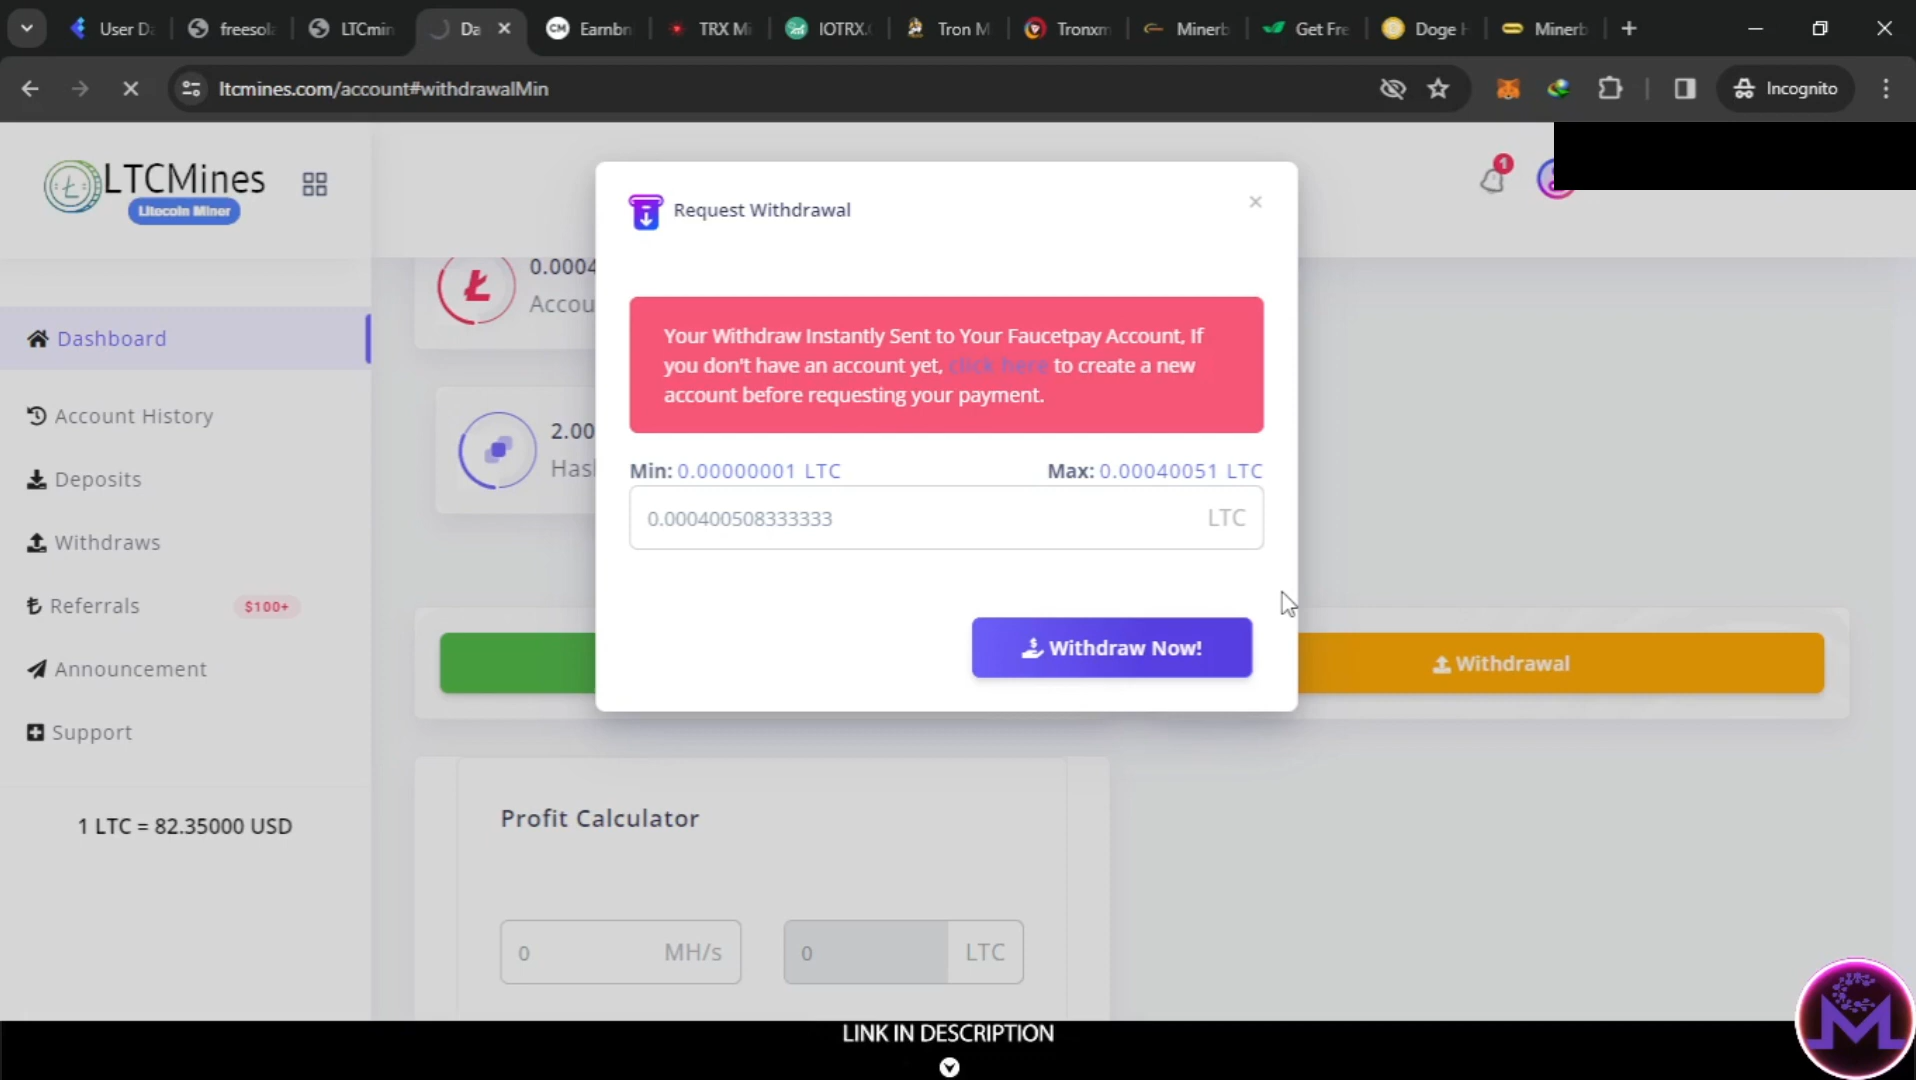 User Da
freesola
LTCmin
Da
Earnbn
TRX Mi
IOTRX.
Tron M
Tronxm
Minerb
Get Fre
Doge H
Minerb
ltcmines.com/account#withdrawalMin
Incognito
LTCMines
Litecoin Miner
1
Request Withdrawal
0.0004
Accou
Your Withdraw Instantly Sent to Your Faucetpay Account, If
you don't have an account yet, click here to create a new
account before requesting your payment.
Dashboard
Account History
Deposits
Withdraws
Referrals
$100+
Announcement
Support
1 LTC = 82.35000 USD
2.00
Has
Min: 0.00000001 LTC
Max: 0.00040051 LTC
0.000400508333333
LTC
Withdraw Now!
Withdrawal
Profit Calculator
0
MH/s
0
LTC
LINK IN DESCRIPTION